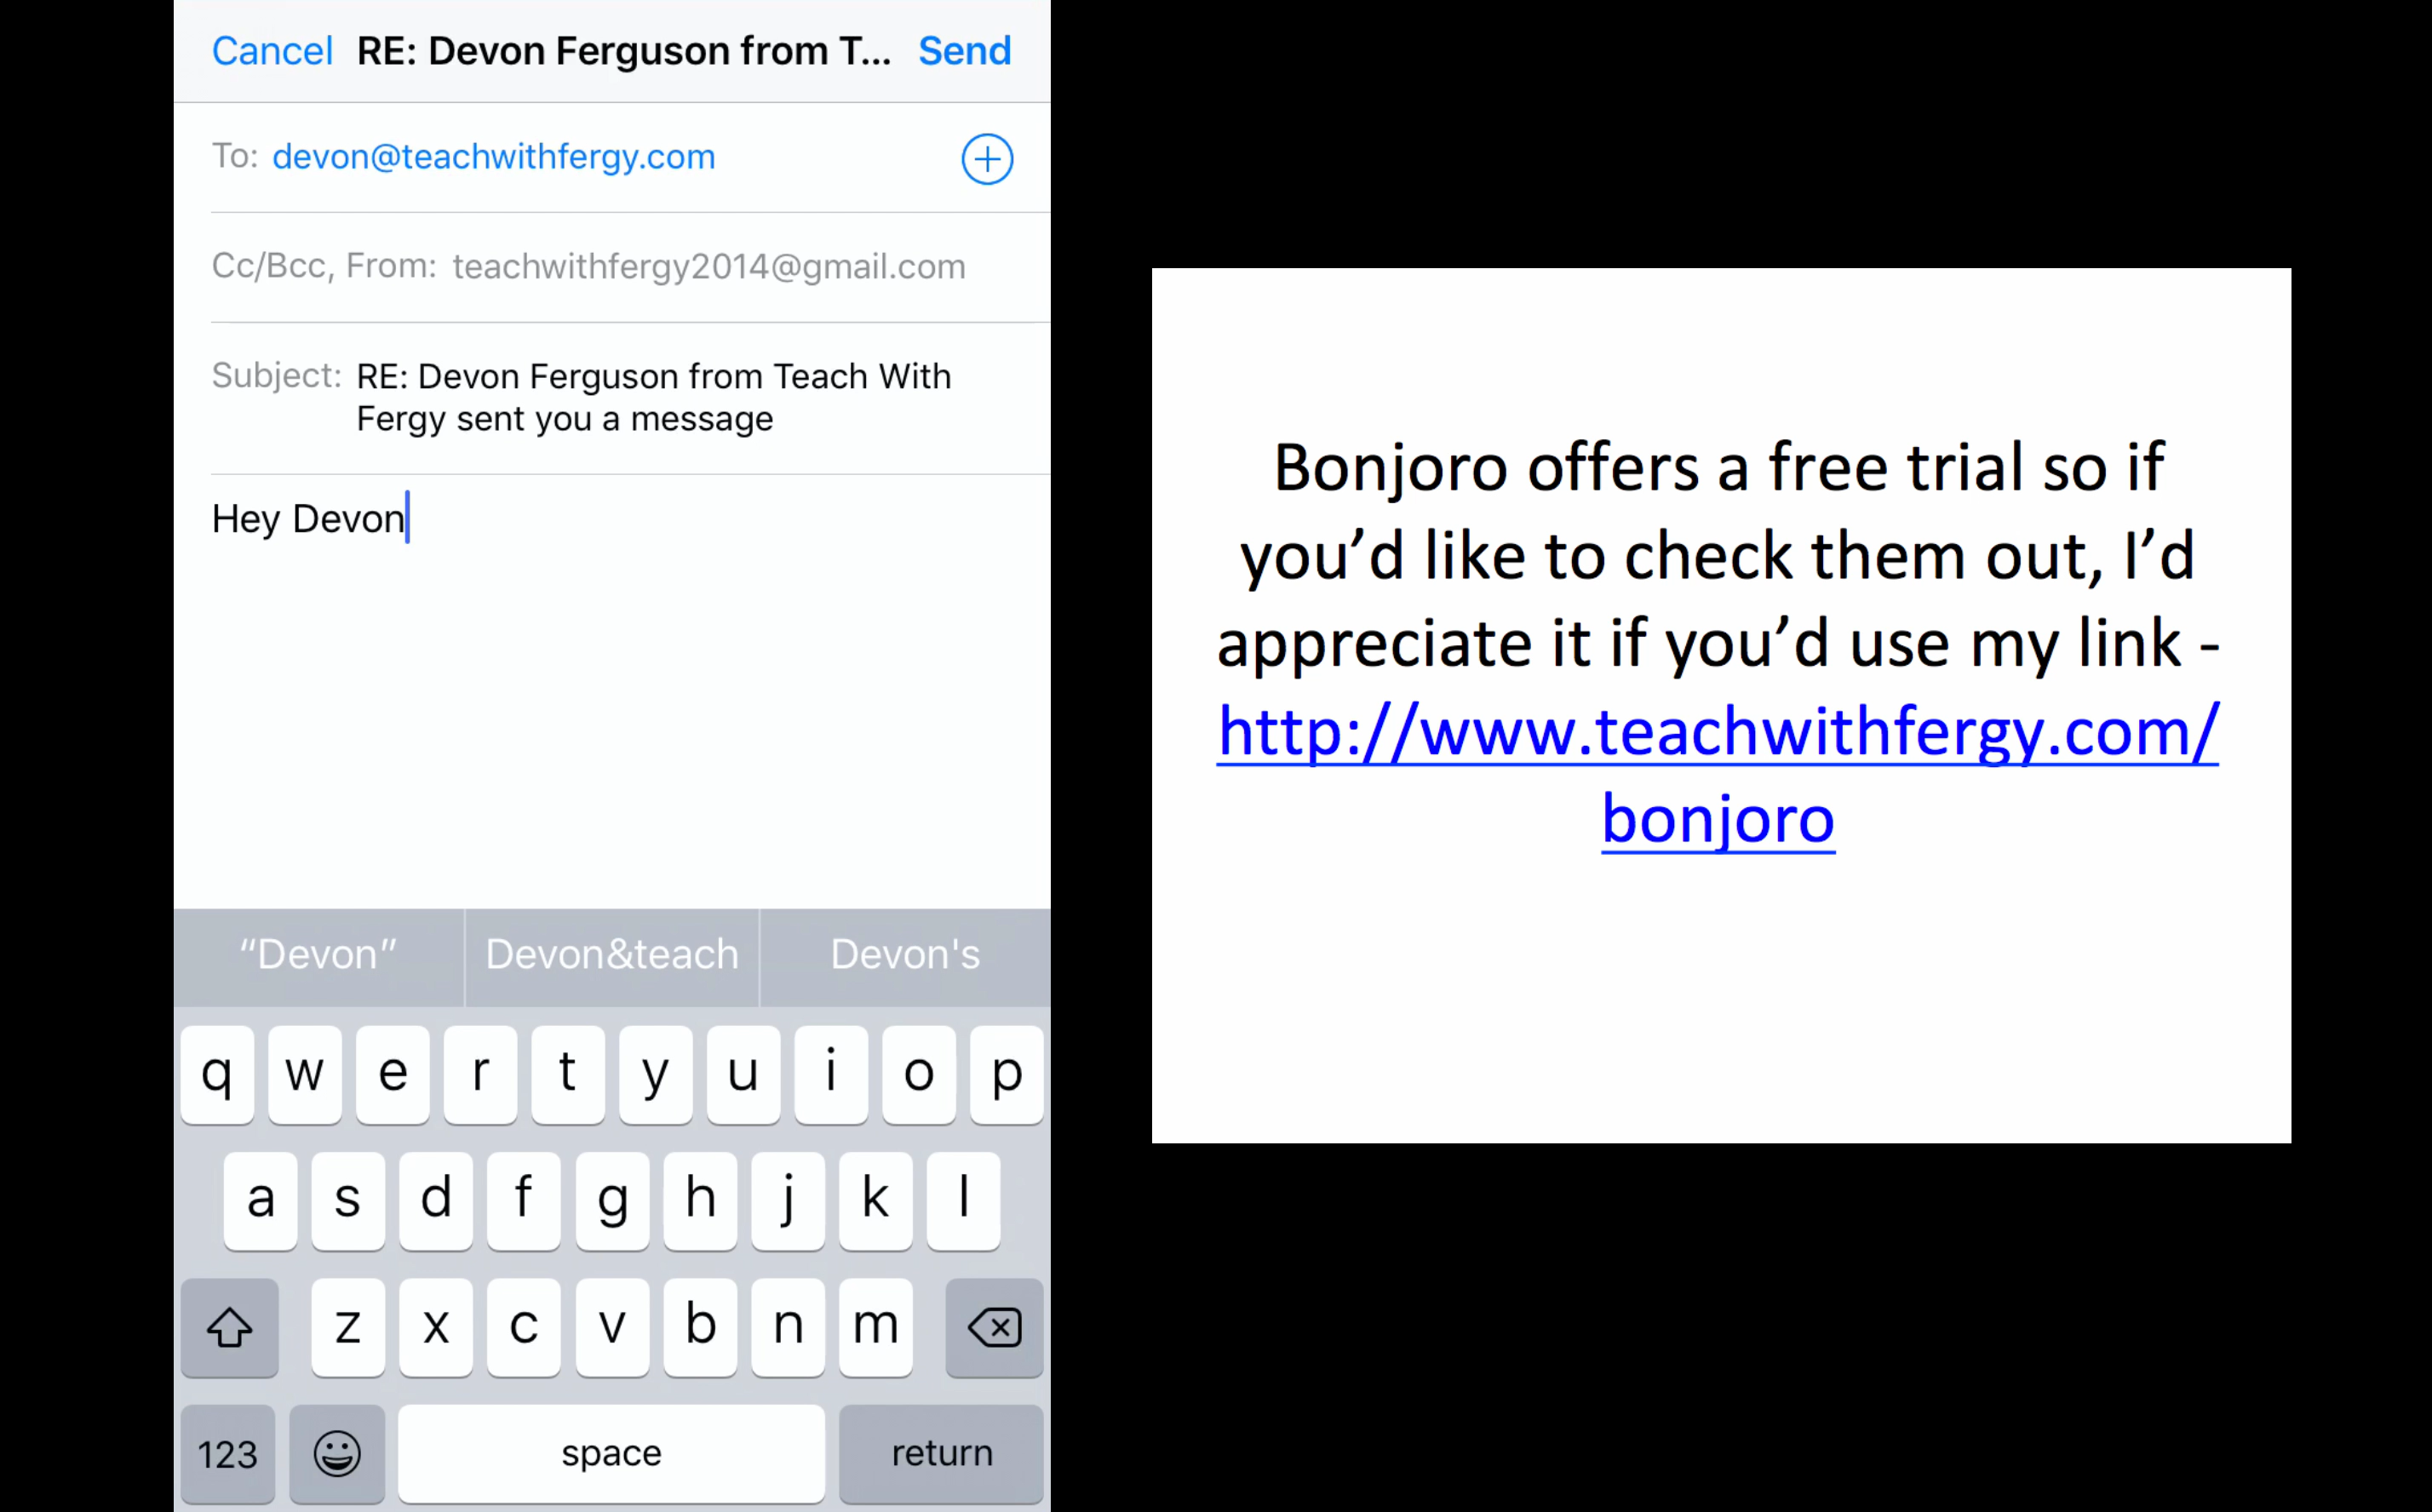 Cancel RE: Devon Ferguson from T... Send
To: devon@teachwithfergy.com
Cc/Bcc, From: teachwithfergy2014@gmail.com
Subject: RE: Devon Ferguson from Teach With
Fergy sent you a message
Hey Devon
“Devon” Devon&teach Devon's
q w e r t y u i o p
a s d f g h j k l
z x c v b n m
123 space return
Bonjoro offers a free trial so if
you’d like to check them out, I’d
appreciate it if you’d use my link -
http://www.teachwithfergy.com/
bonjoro